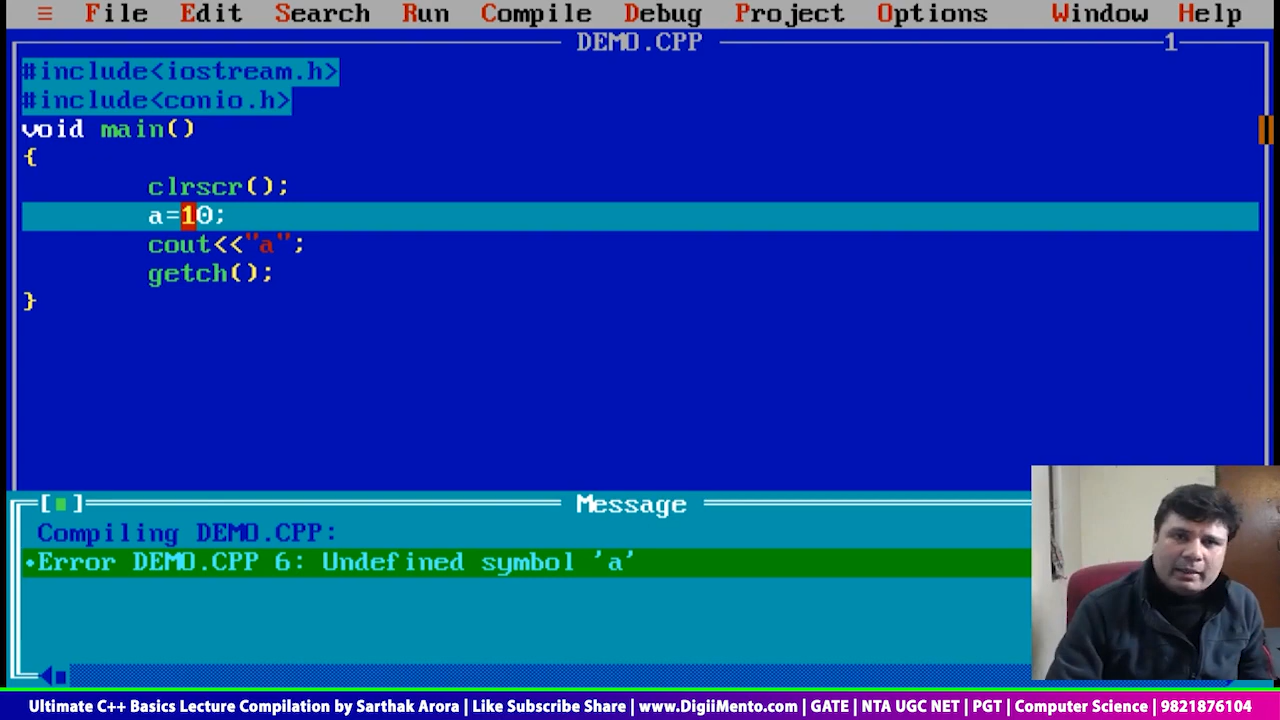 ≡ File Edit Search Run Compile Debug Project Options Window Help
DEMO.CPP 1
#include<iostream.h>
#include<conio.h>
void main()
{
clrscr();
a=10;
cout<<"a";
getch();
}
[■] Message
Compiling DEMO.CPP:
•Error DEMO.CPP 6: Undefined symbol 'a'
Ultimate C++ Basics Lecture Compilation by Sarthak Arora | Like Subscribe Share | www.DigiiMento.com | GATE | NTA UGC NET | PGT | Computer Science | 9821876104